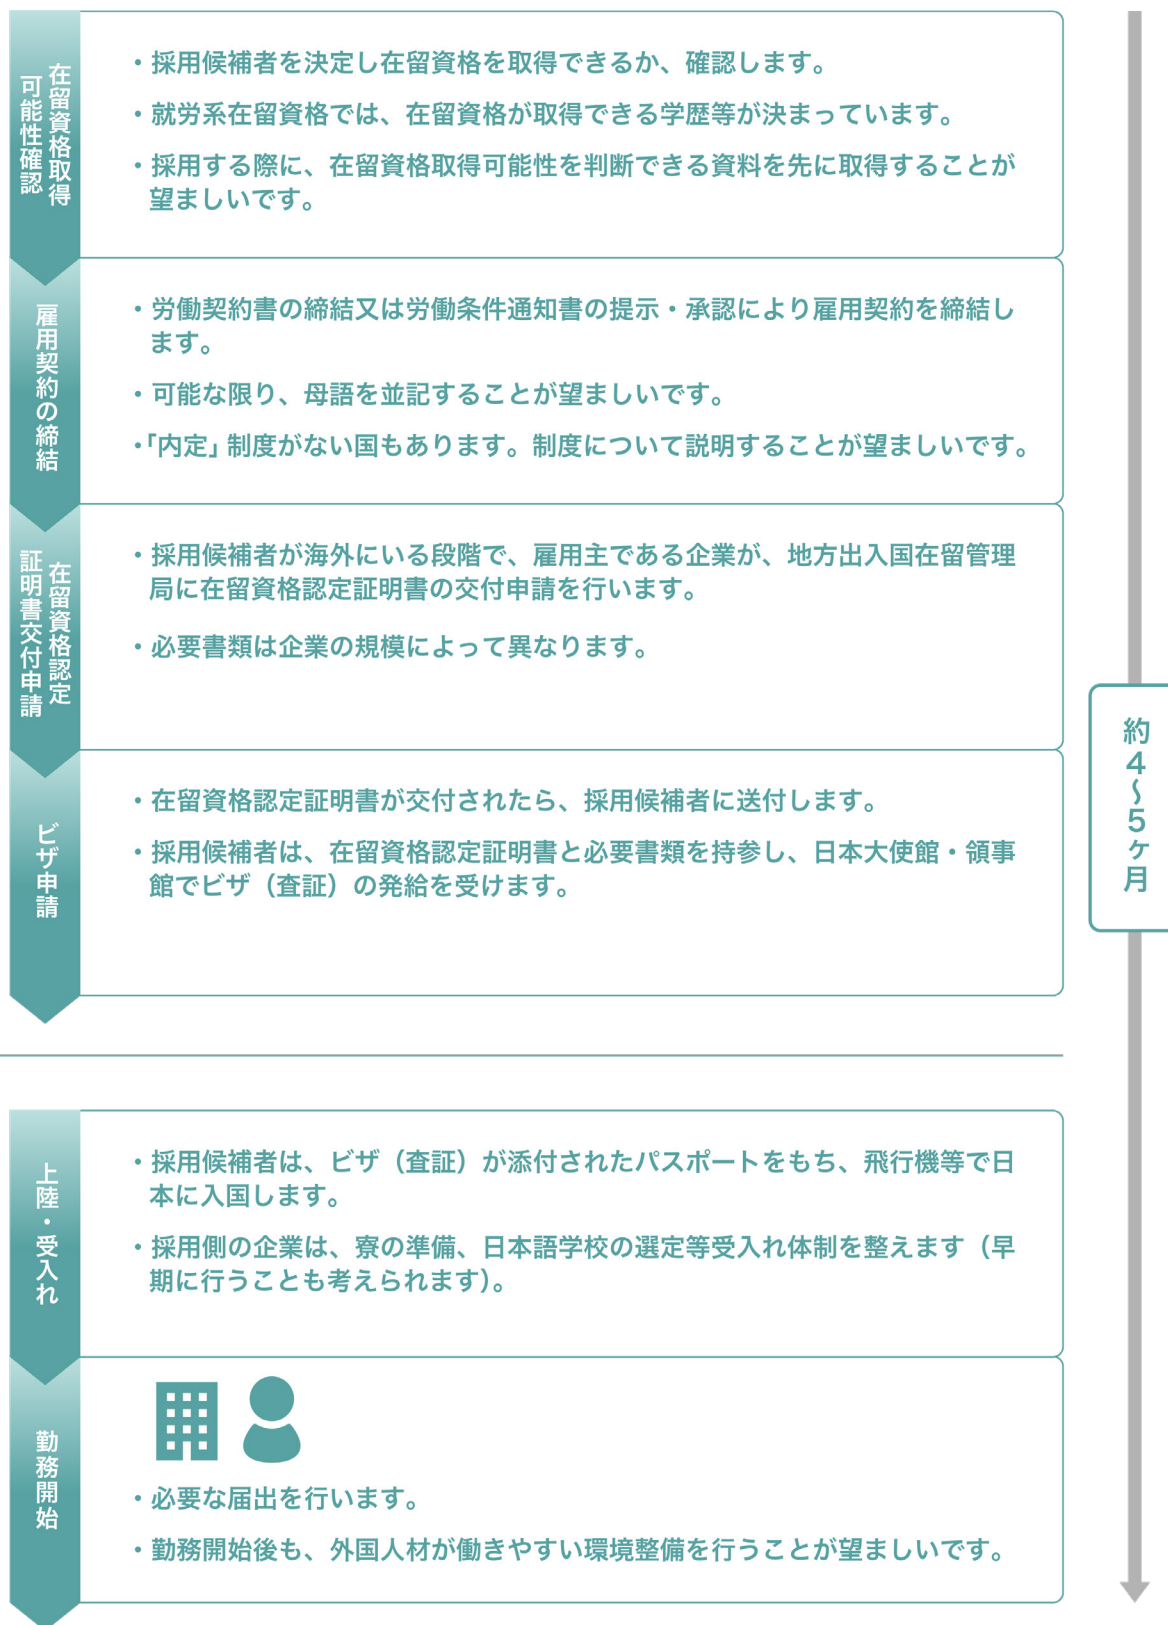 在留資格取得
可能性確認
・採用候補者を決定し在留資格を取得できるか、確認します。
・就労系在留資格では、在留資格が取得できる学歴等が決まっています。
・採用する際に、在留資格取得可能性を判断できる資料を先に取得することが
望ましいです。
雇用契約の締結
・労働契約書の締結又は労働条件通知書の提示・承認により雇用契約を締結し
ます。
・可能な限り、母語を並記することが望ましいです。
・「内定」制度がない国もあります。制度について説明することが望ましいです。
在留資格認定
証明書交付申請
・採用候補者が海外にいる段階で、雇用主である企業が、地方出入国在留管理
局に在留資格認定証明書の交付申請を行います。
・必要書類は企業の規模によって異なります。
ビザ申請
・在留資格認定証明書が交付されたら、採用候補者に送付します。
・採用候補者は、在留資格認定証明書と必要書類を持参し、日本大使館・領事
館でビザ（査証）の発給を受けます。
約4〜5ヶ月
上陸・受入れ
・採用候補者は、ビザ（査証）が添付されたパスポートをもち、飛行機等で日
本に入国します。
・採用側の企業は、寮の準備、日本語学校の選定等受入れ体制を整えます（早
期に行うことも考えられます）。
勤務開始
・必要な届出を行います。
・勤務開始後も、外国人材が働きやすい環境整備を行うことが望ましいです。